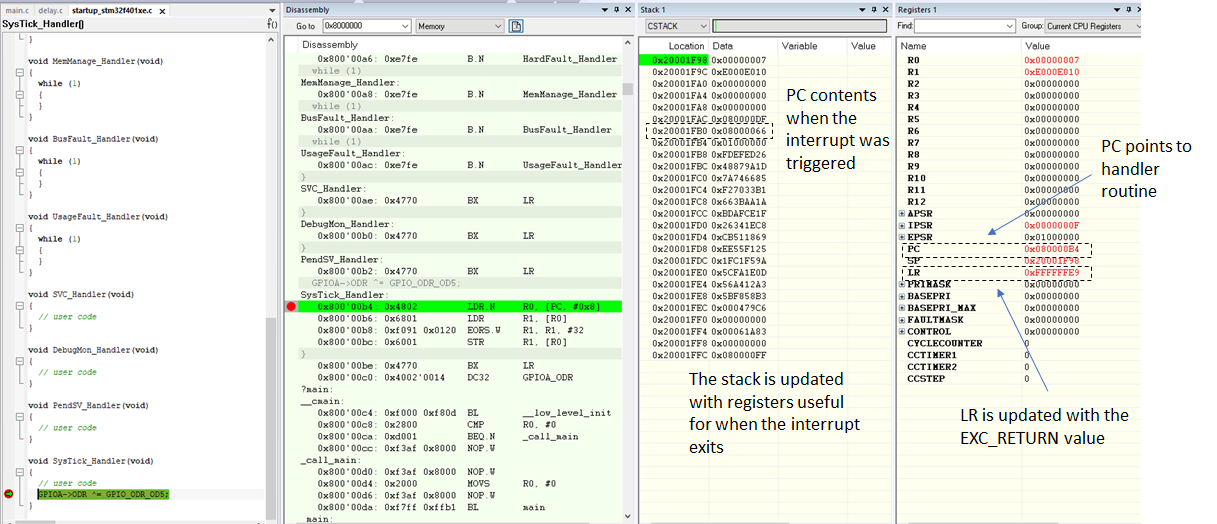 main.c
delay.c
startup_stm32f401xe.c
SysTick_Handler()
f()
}
void MemManage_Handler(void)
{
while (1)
{
}
}
void BusFault_Handler(void)
{
while (1)
{
}
}
void UsageFault_Handler(void)
{
while (1)
{
}
}
void SVC_Handler(void)
{
// user code
}
void DebugMon_Handler(void)
{
// user code
}
void PendSV_Handler(void)
{
// user code
}
void SysTick_Handler(void)
{
// user code
GPIOA->ODR ^= GPIO_ODR_OD5;
}
Disassembly
Go to 0x8000000 Memory
Disassembly
0x800'00a6: 0xe7fe B.N HardFault_Handler
while (1)
MemManage_Handler:
0x800'00a8: 0xe7fe B.N MemManage_Handler
while (1)
BusFault_Handler:
0x800'00aa: 0xe7fe B.N BusFault_Handler
while (1)
UsageFault_Handler:
0x800'00ac: 0xe7fe B.N UsageFault_Handler
}
SVC_Handler:
0x800'00ae: 0x4770 BX LR
}
DebugMon_Handler:
0x800'00b0: 0x4770 BX LR
}
PendSV_Handler:
0x800'00b2: 0x4770 BX LR
GPIOA->ODR ^= GPIO_ODR_OD5;
SysTick_Handler:
0x800'00b4: 0x4802 LDR.N R0, [PC, #0x8]
0x800'00b6: 0x6801 LDR R1, [R0]
0x800'00b8: 0xf091 0x0120 EORS.W R1, R1, #32
0x800'00bc: 0x6001 STR R1, [R0]
}
0x800'00be: 0x4770 BX LR
0x800'00c0: 0x4002'0014 DC32 GPIOA_ODR
?main:
__cmain:
0x800'00c4: 0xf000 0xf80d BL __low_level_init
0x800'00c8: 0x2800 CMP R0, #0
0x800'00ca: 0xd001 BEQ.N _call_main
0x800'00cc: 0xf3af 0x8000 NOP.W
_call_main:
0x800'00d0: 0xf3af 0x8000 NOP.W
0x800'00d4: 0x2000 MOVS R0, #0
0x800'00d6: 0xf3af 0x8000 NOP.W
0x800'00da: 0xf7ff 0xffb1 BL main
main:
Stack 1
CSTACK
Location Data Variable Value
0x20001F98 0x00000007
0x20001F9C 0xE000E010
0x20001FA0 0x00000000
0x20001FA4 0x00000000
0x20001FA8 0x00000000
0x20001FAC 0x080000DF
0x20001FB0 0x08000066
0x20001FB4 0x01000000
0x20001FB8 0xFDEFED26
0x20001FBC 0x48879A1D
0x20001FC0 0x7A746685
0x20001FC4 0xF27033B1
0x20001FC8 0x663BAA1A
0x20001FCC 0xBDAFCE1F
0x20001FD0 0x26341EC8
0x20001FD4 0xCB511869
0x20001FD8 0xEE55F125
0x20001FDC 0x1FC1F59A
0x20001FE0 0x5CFA1E0D
0x20001FE4 0x56A412A3
0x20001FE8 0x5BF858B3
0x20001FEC 0x000479C6
0x20001FF0 0x00000000
0x20001FF4 0x00061A83
0x20001FF8 0x00000000
0x20001FFC 0x080000FF
PC contents
when the
interrupt was
triggered
The stack is updated
with registers useful
for when the interrupt
exits
Registers 1
Find: Group: Current CPU Registers
Name Value
R0 0x00000007
R1 0xE000E010
R2 0x00000000
R3 0x00000000
R4 0x00000000
R5 0x00000000
R6 0x00000000
R7 0x00000000
R8 0x00000000
R9 0x00000000
R10 0x00000000
R11 0x00000000
R12 0x00000000
APSR 0x00000000
IPSR 0x0000000F
EPSR 0x01000000
PC 0x080000B4
SP 0x20001F98
LR 0xFFFFFFE9
PRIMASK 0x00000000
BASEPRI 0x00000000
BASEPRI_MAX 0x00000000
FAULTMASK 0x00000000
CONTROL 0x00000000
CYCLECOUNTER 0
CCTIMER1 0
CCTIMER2 0
CCSTEP 0
PC points to
handler
routine
LR is updated with the
EXC_RETURN value